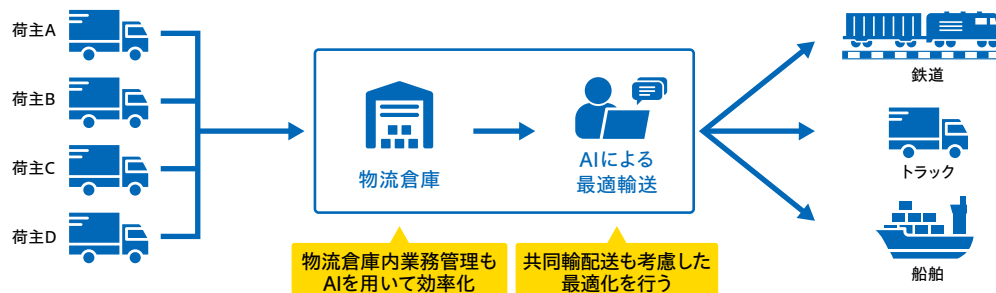 荷主A
荷主B
荷主C
荷主D
物流倉庫
AIによる
最適輸送
物流倉庫内業務管理も
AIを用いて効率化
共同輸配送も考慮した
最適化を行う
鉄道
トラック
船舶